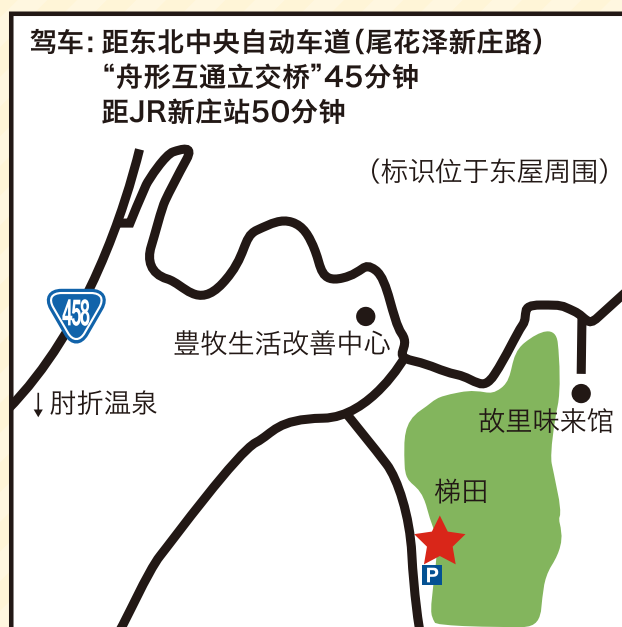 驾车：距东北中央自动车道（尾花泽新庄路）
“舟形互通立交桥”45分钟
距JR新庄站50分钟
（标识位于东屋周围）
458
豊牧生活改善中心
↓肘折温泉
故里味来馆
梯田
P